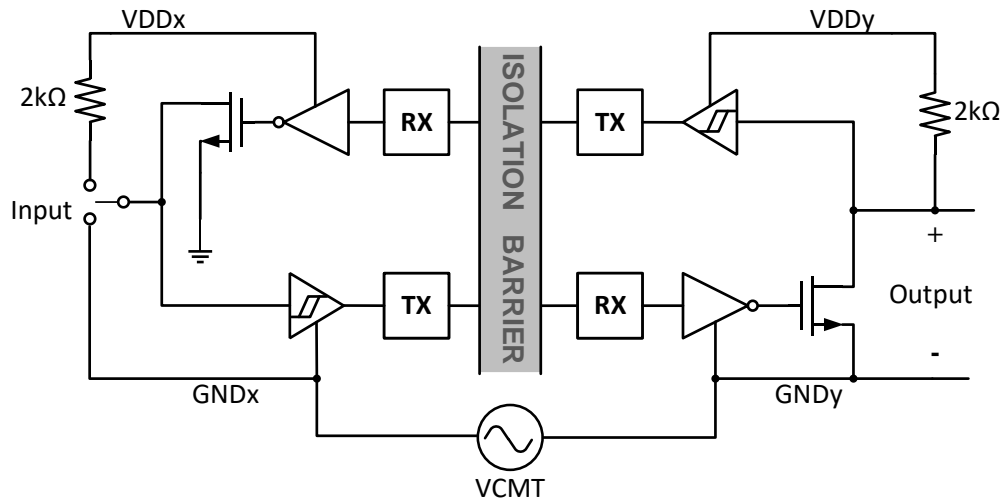 VDDx
VDDy
2kΩ
RX
TX
2kΩ
ISOLATION BARRIER
Input
+
TX
RX
Output
-
GNDx
GNDy
VCMT